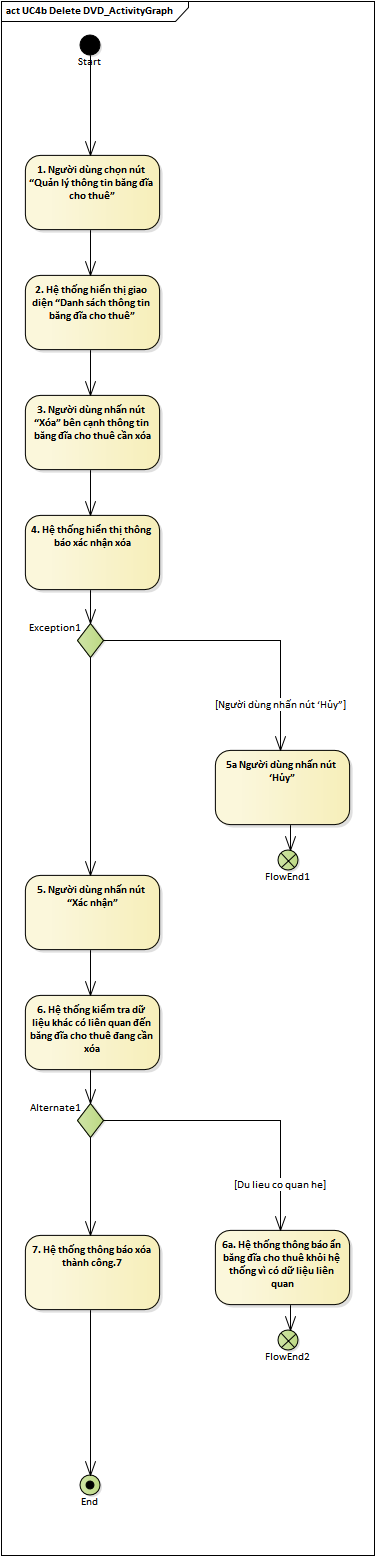 act UC4b Delete DVD_ActivityGraph
Start
1. Người dùng chọn nút
“Quản lý thông tin băng đĩa
cho thuê”
2. Hệ thống hiển thị giao
diện “Danh sách thông tin
băng đĩa cho thuê”
3. Người dùng nhấn nút
“Xóa” bên cạnh thông tin
băng đĩa cho thuê cần xóa
4. Hệ thống hiển thị thông
báo xác nhận xóa
Exception1
[Người dùng nhấn nút ‘Hủy”]
5a Người dùng nhấn nút
‘Hủy”
FlowEnd1
5. Người dùng nhấn nút
“Xác nhận”
6. Hệ thống kiểm tra dữ
liệu khác có liên quan đến
băng đĩa cho thuê đang cần
xóa
Alternate1
[Du lieu co quan he]
7. Hệ thống thông báo xóa
thành công.7
6a. Hệ thống thông báo ẩn
băng đĩa cho thuê khỏi hệ
thống vì có dữ liệu liên
quan
FlowEnd2
End